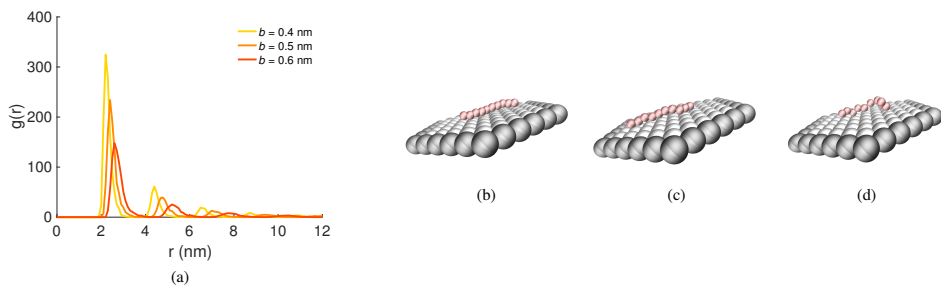 400
300
200
100
0
g(r)
b = 0.4 nm
b = 0.5 nm
b = 0.6 nm
0 2 4 6 8 10 12
r (nm)
(a)
(b) (c) (d)